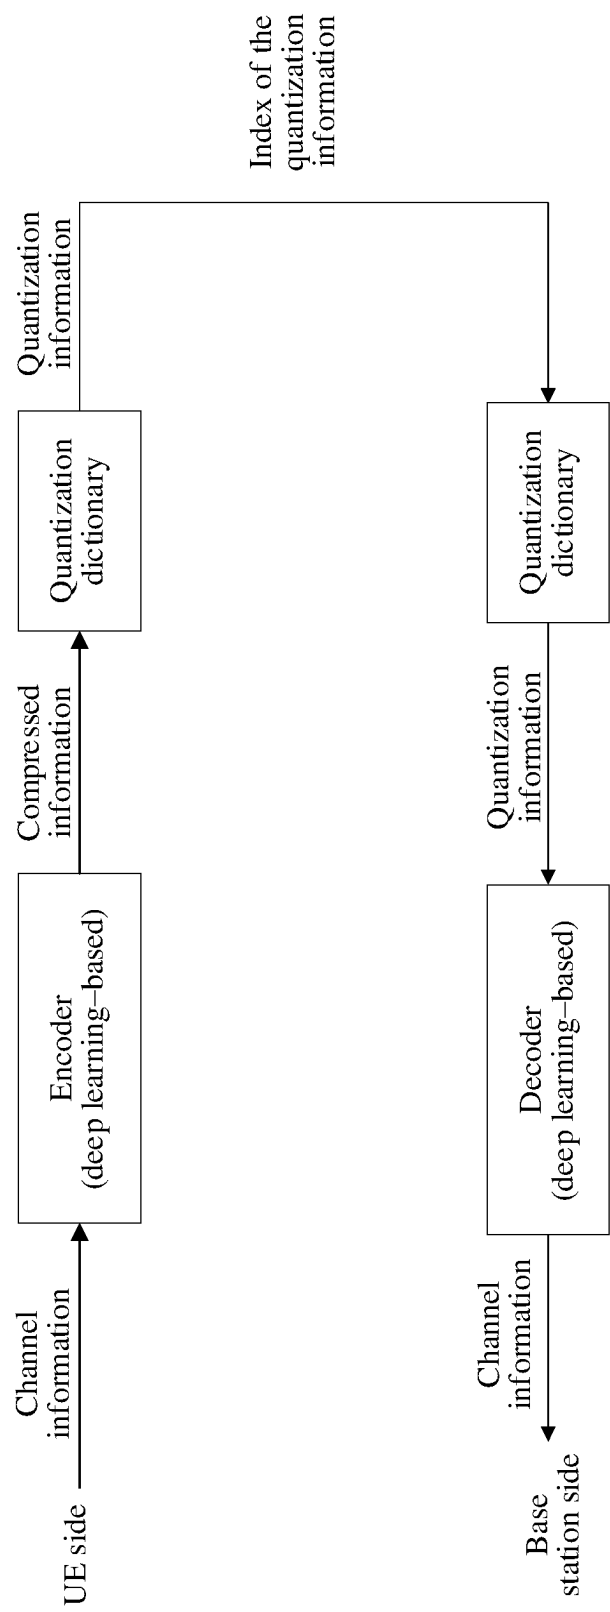 UE side
Channel
information
Encoder
(deep learning–based)
Compressed
information
Quantization
dictionary
Quantization
information
Index of the
quantization
information
Quantization
dictionary
Quantization
information
Decoder
(deep learning–based)
Channel
information
Base
station side